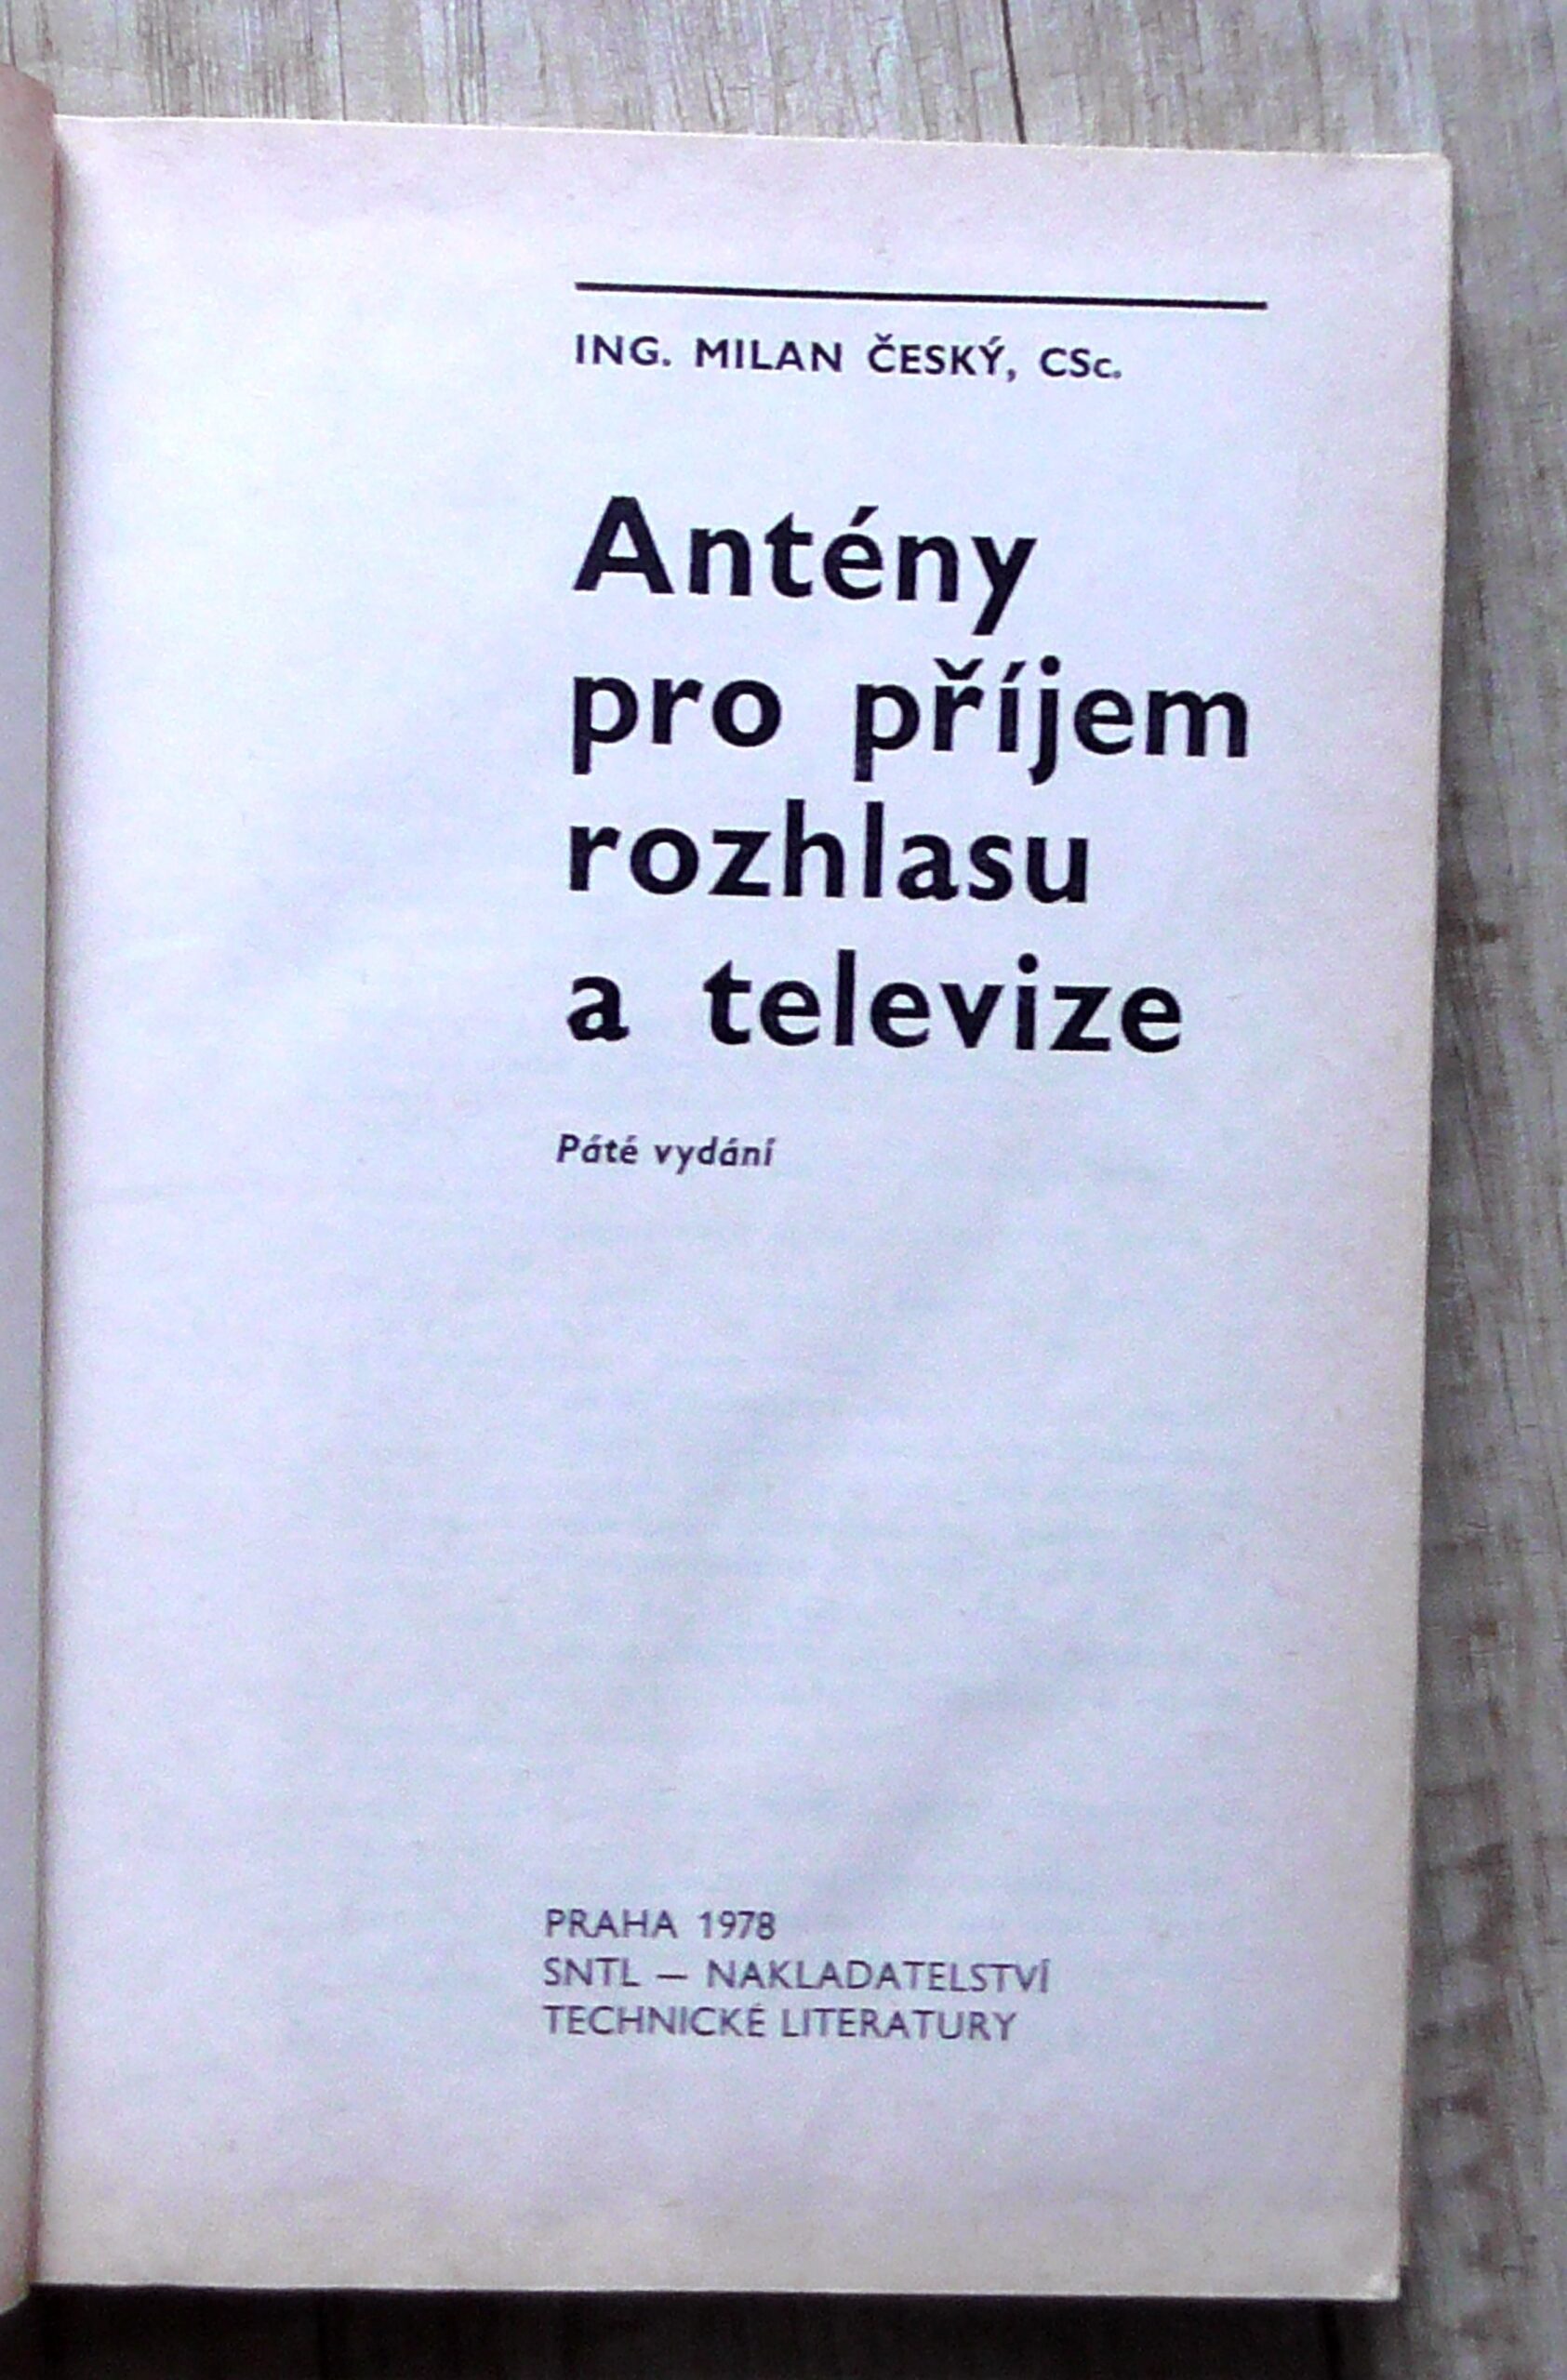 ING. MILAN ČESKÝ, CSc.
Antény
pro příjem
rozhlasu
a televize
Páté vydání
PRAHA 1978
SNTL — NAKLADATELSTVÍ
TECHNICKÉ LITERATURY